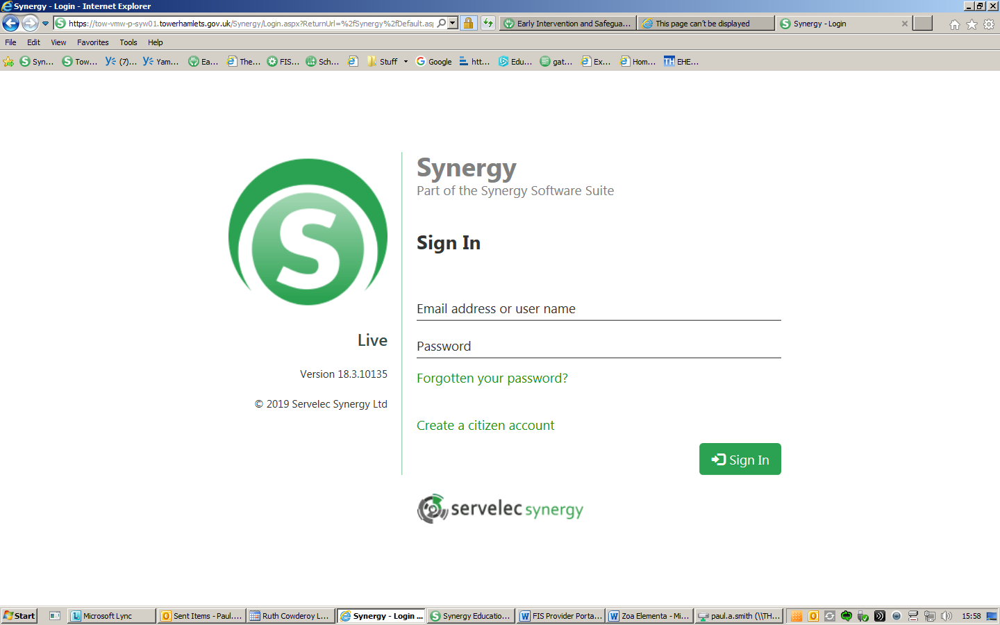 Synergy - Login - Internet Explorer
https://tow-vmw-p-syw01.towerhamlets.gov.uk/Synergy/Login.aspx?ReturnUrl=%2fSynergy%2fDefault.asp
Early Intervention and Safegua...
This page can't be displayed
Synergy - Login
File Edit View Favorites Tools Help
Syn...
Tow...
(7)...
Yam...
Ea...
The...
FIS...
Sch...
Stuff
Google
htt...
Edu...
gat...
Ex...
Hom...
TH EHE...
S
Live
Version 18.3.10135
© 2019 Servelec Synergy Ltd
Synergy
Part of the Synergy Software Suite
Sign In
Email address or user name
Password
Forgotten your password?
Create a citizen account
Sign In
servelec synergy
Start
Microsoft Lync
Sent Items - Paul....
Ruth Cowderoy L...
Synergy - Login ...
Synergy Educatio...
FIS Provider Porta...
Zoa Elementa - Mi...
paul.a.smith (\\TH...
15:58